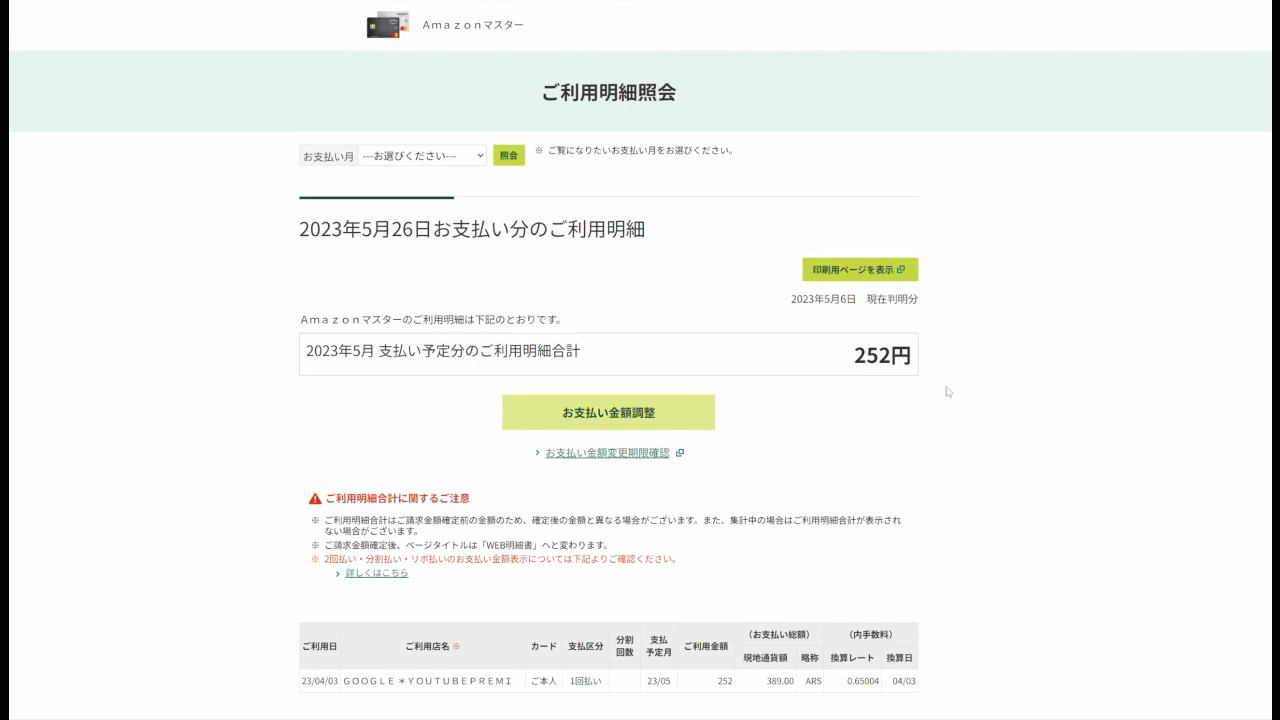 Ａｍａｚｏｎマスター
ご利用明細照会
お支払い月 ---お選びください--- 照会 ※ ご覧になりたいお支払い月をお選びください。
2023年5月26日お支払い分のご利用明細
印刷用ページを表示
2023年5月6日　現在判明分
Ａｍａｚｏｎマスターのご利用明細は下記のとおりです。
2023年5月 支払い予定分のご利用明細合計 252円
お支払い金額調整
お支払い金額変更期限確認
ご利用明細合計に関するご注意
※ ご利用明細合計はご請求金額確定前の金額のため、確定後の金額と異なる場合がございます。また、集計中の場合はご利用明細合計が表示され
ない場合がございます。
※ ご請求金額確定後、ページタイトルは「WEB明細書」へと変わります。
※ 2回払い・分割払い・リボ払いのお支払い金額表示については下記よりご確認ください。
詳しくはこちら
ご利用日 ご利用店名 ※ カード 支払区分 分割回数 支払予定月 ご利用金額 （お支払い総額） （内手数料）
現地通貨額 略称 換算レート 換算日
23/04/03 ＧＯＯＧＬＥ ＊ＹＯＵＴＵＢＥＰＲＥＭＩ ご本人 1回払い 23/05 252 389.00 ARS 0.65004 04/03